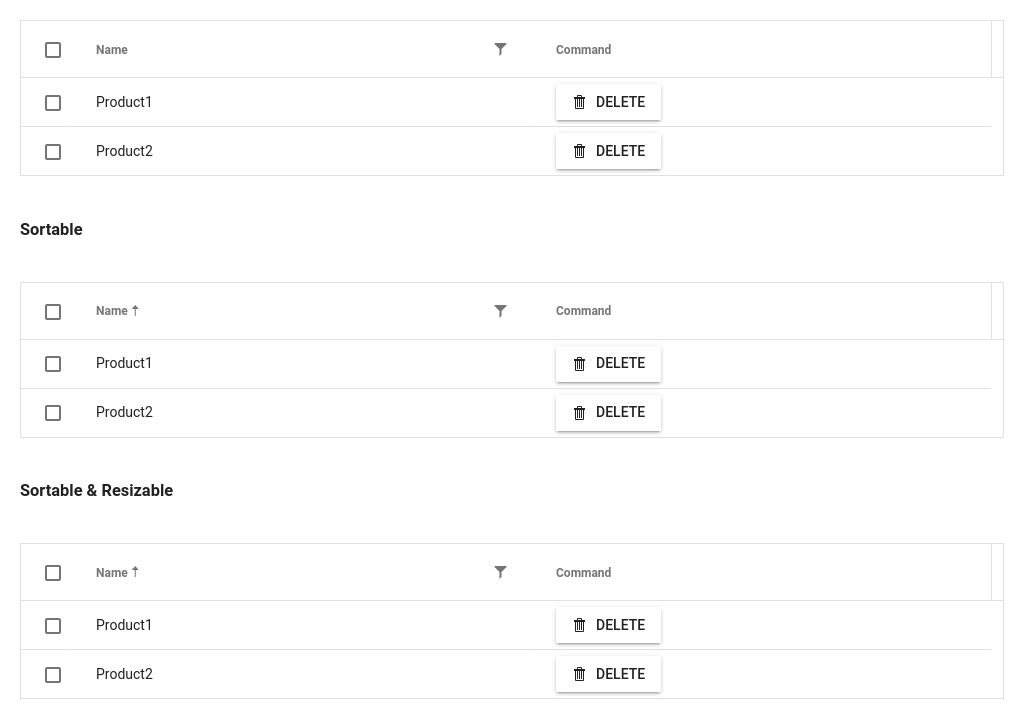 Name Command
Product1 DELETE
Product2 DELETE
Sortable
Name Command
Product1 DELETE
Product2 DELETE
Sortable & Resizable
Name Command
Product1 DELETE
Product2 DELETE